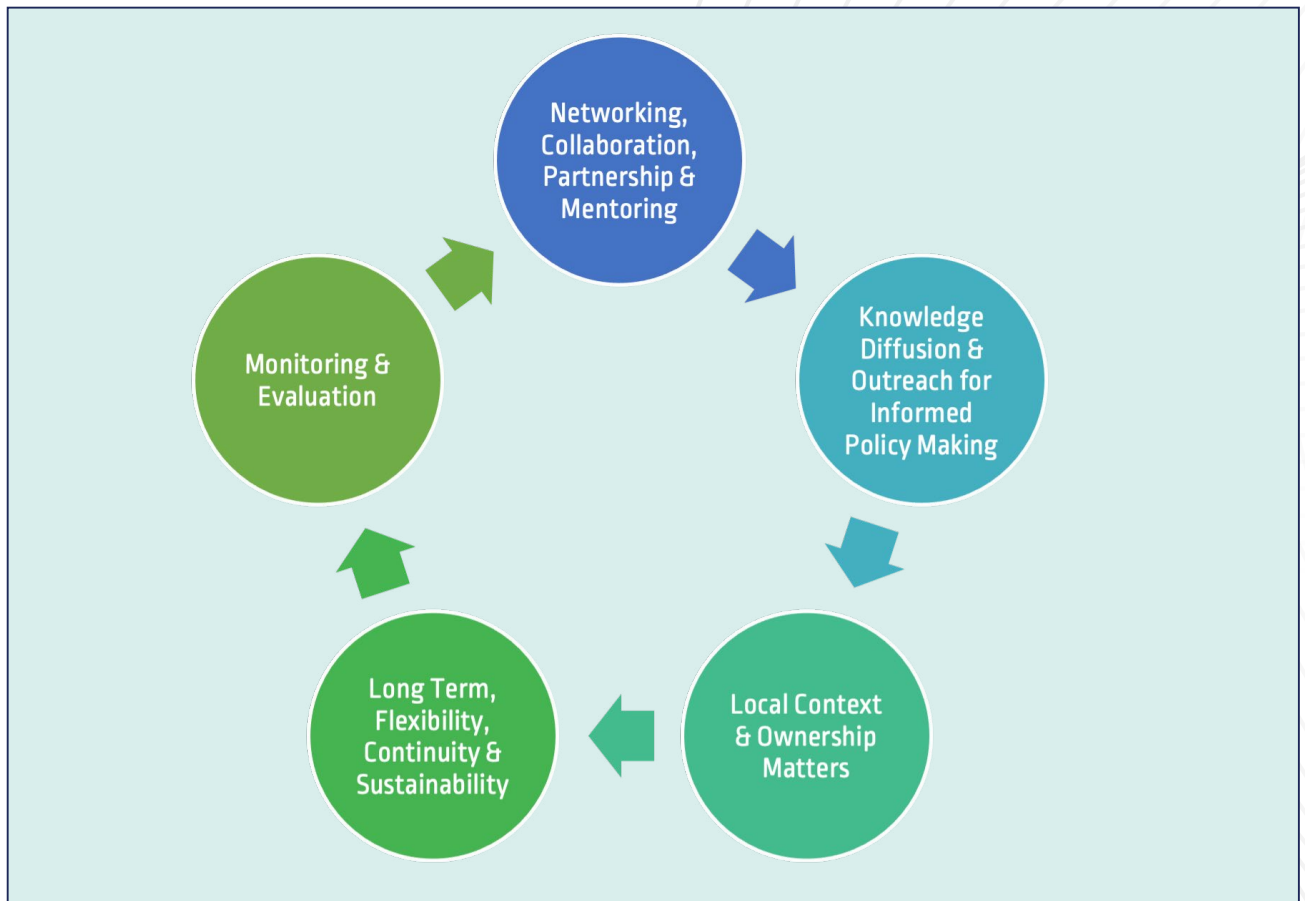 Networking,
Collaboration,
Partnership &
Mentoring
Knowledge
Diffusion &
Outreach for
Informed
Policy Making
Local Context
& Ownership
Matters
Long Term,
Flexibility,
Continuity &
Sustainability
Monitoring &
Evaluation